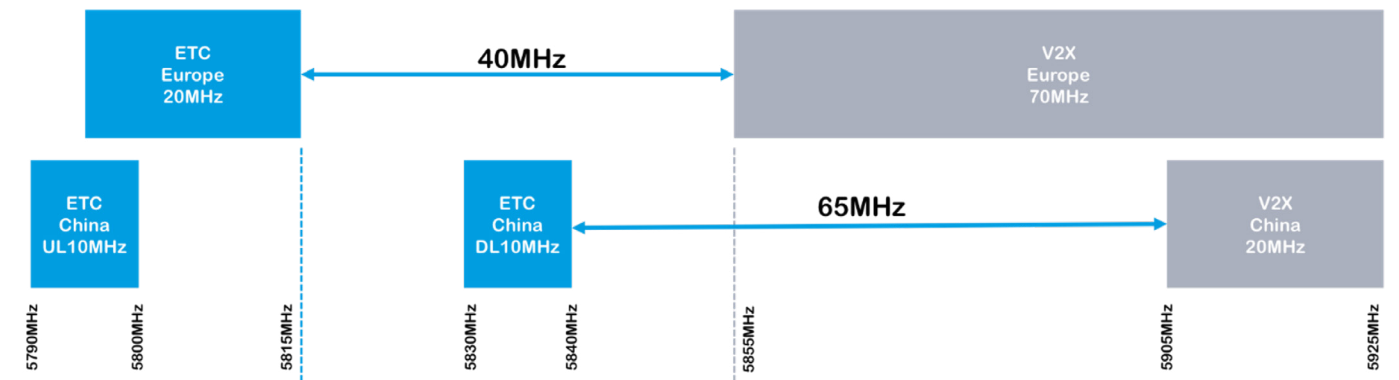 ETC
Europe
20MHz
40MHz
V2X
Europe
70MHz
ETC
China
UL10MHz
ETC
China
DL10MHz
65MHz
V2X
China
20MHz
5790MHz
5800MHz
5815MHz
5830MHz
5840MHz
5855MHz
5905MHz
5925MHz